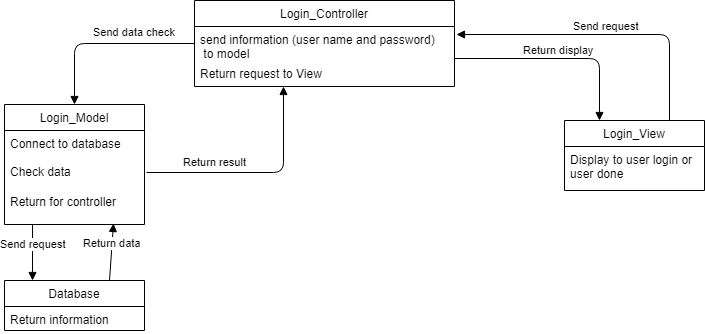 Login_Controller
Send data check
Send request
send information (user name and password)
to model
Return display
Return request to View
Login_Model
Login_View
Connect to database
Display to user login or
user done
Return result
Check data
Return for controller
Send request
Return data
Database
Return information